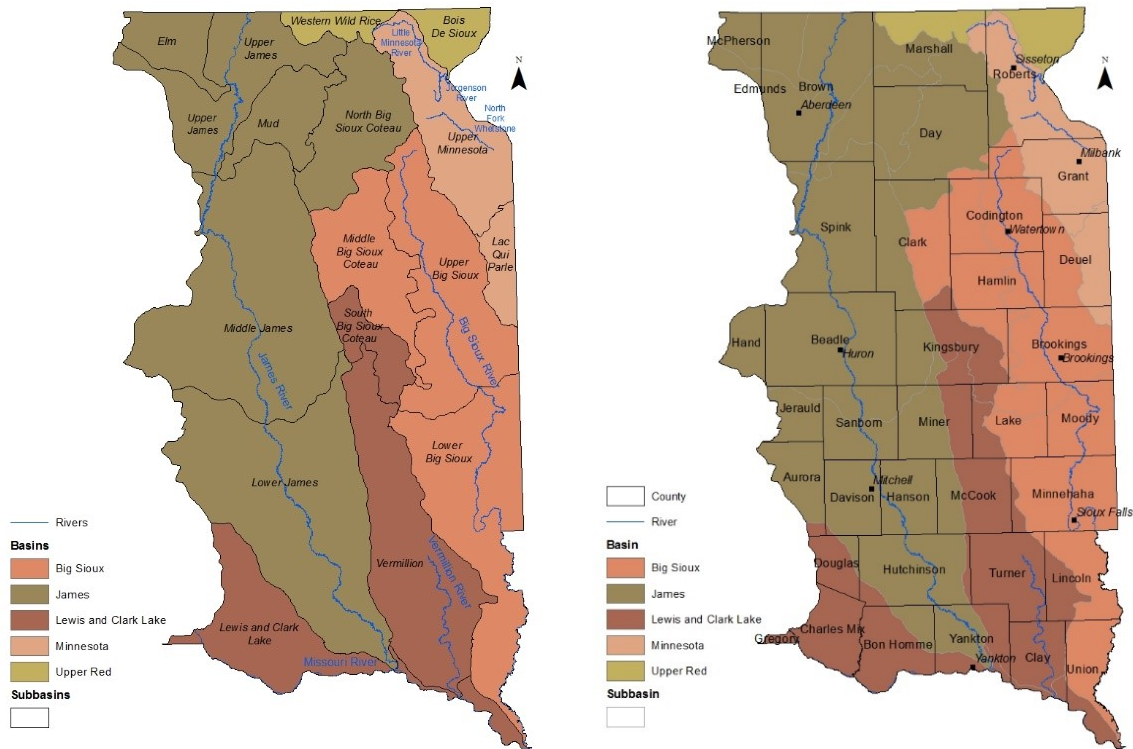 Western Wild Rice
Bois
De Sioux
Elm
Upper
James
Little
Minnesota
River
N
Jorgenson
River
North
Fork
Whetstone
Upper
James
Mud
North Big
Sioux Coteau
Upper
Minnesota
Middle
Big Sioux
Coteau
Upper
Big Sioux
Lac
Qui
Parle
South
Big Sioux
Coteau
Middle James
James River
Big Sioux River
Lower
Big Sioux
Lower James
Vermillion
Vermillion River
Lewis and Clark
Lake
Missouri River
Rivers
Basins
Big Sioux
James
Lewis and Clark Lake
Minnesota
Upper Red
Subbasins
McPherson
Marshall
Sisseton
Roberts
N
Edmunds
Brown
Aberdeen
Day
Milbank
Grant
Codington
Watertown
Spink
Clark
Deuel
Hamlin
Hand
Beadle
Huron
Kingsbury
Brookings
Brookings
Jerauld
Sanborn
Miner
Lake
Moody
Aurora
Mitchell
Davison
Hanson
McCook
Minnehaha
Sioux Falls
Douglas
Hutchinson
Turner
Lincoln
Gregory
Charles Mix
Bon Homme
Yankton
Yankton
Clay
Union
County
River
Basin
Big Sioux
James
Lewis and Clark Lake
Minnesota
Upper Red
Subbasin